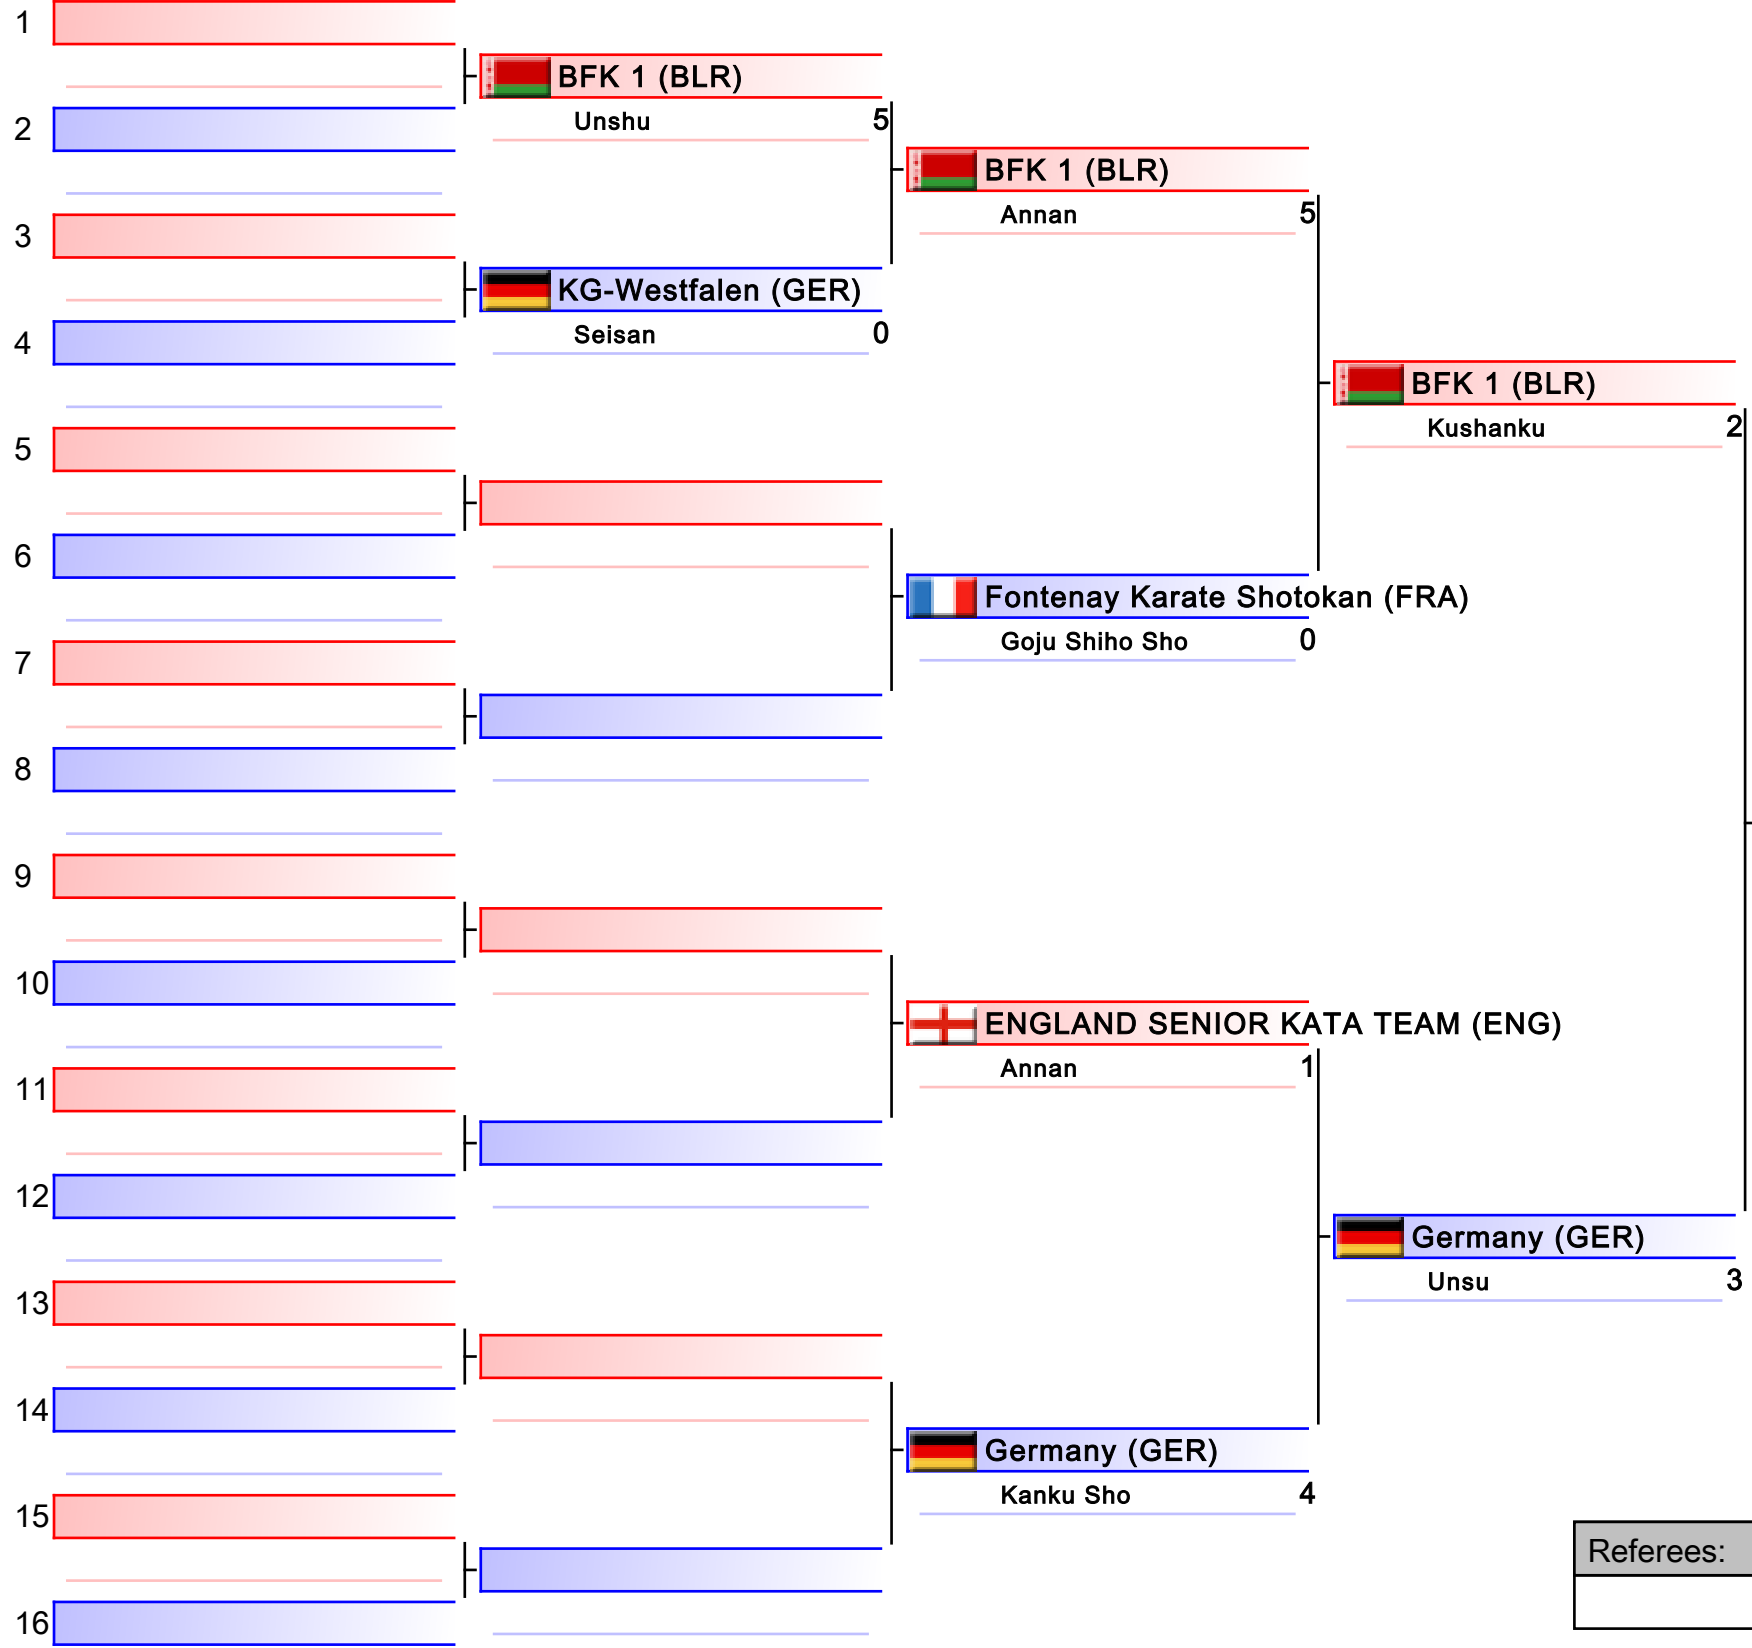 1
BFK 1 (BLR)
Unshu 5
2
BFK 1 (BLR)
Annan 5
3
KG-Westfalen (GER)
Seisan 0
4
BFK 1 (BLR)
Kushanku 2
5
6
Fontenay Karate Shotokan (FRA)
Goju Shiho Sho 0
7
8
9
10
ENGLAND SENIOR KATA TEAM (ENG)
Annan 1
11
12
Germany (GER)
Unsu 3
13
14
Germany (GER)
Kanku Sho 4
15
Referees:
16